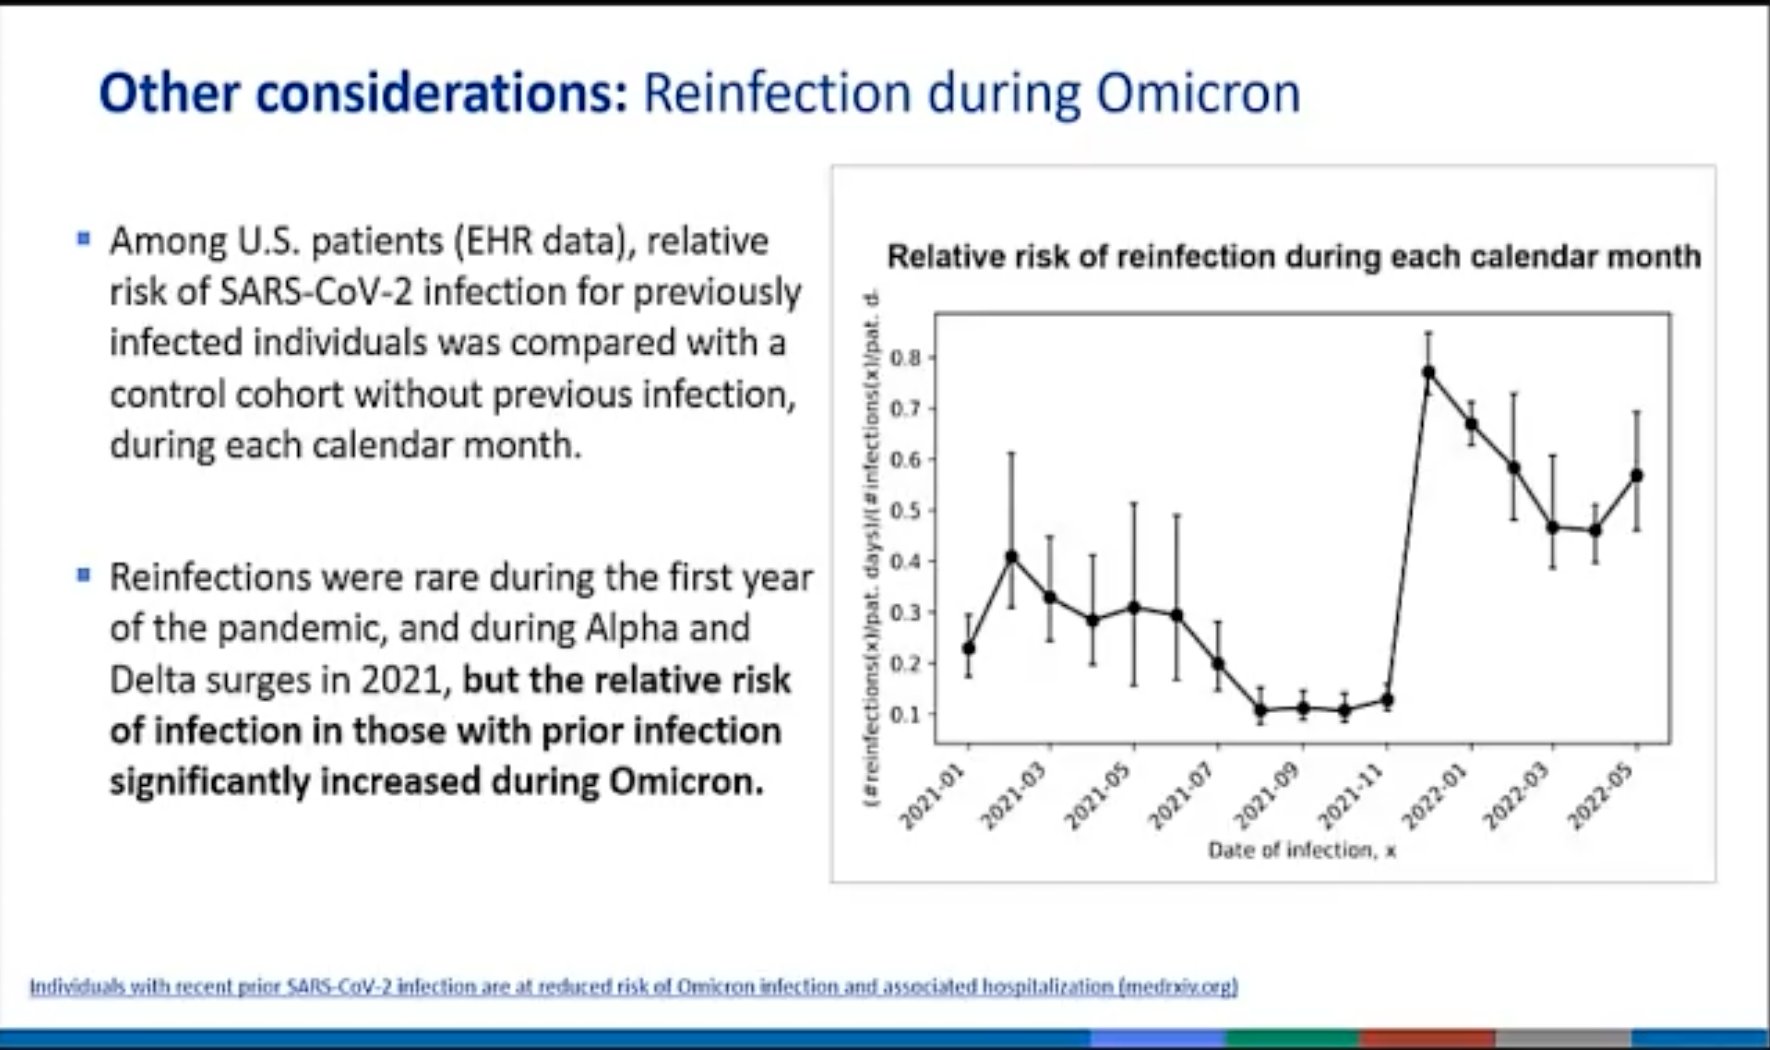 Other considerations: Reinfection during Omicron
Among U.S. patients (EHR data), relative
risk of SARS-CoV-2 infection for previously
infected individuals was compared with a
control cohort without previous infection,
during each calendar month.
Reinfections were rare during the first year
of the pandemic, and during Alpha and
Delta surges in 2021, but the relative risk
of infection in those with prior infection
significantly increased during Omicron.
Relative risk of reinfection during each calendar month
(#reinfections(x)/pat. days)/(#infections(x)/pat. d
0.8
0.7
0.6
0.5
0.4
0.3
0.2
0.1
2021-01
2021-03
2021-05
2021-07
2021-09
2021-11
2022-01
2022-03
2022-05
Date of infection, x
Individuals with recent prior SARS-CoV-2 infection are at reduced risk of Omicron infection and associated hospitalization (medrxiv.org)